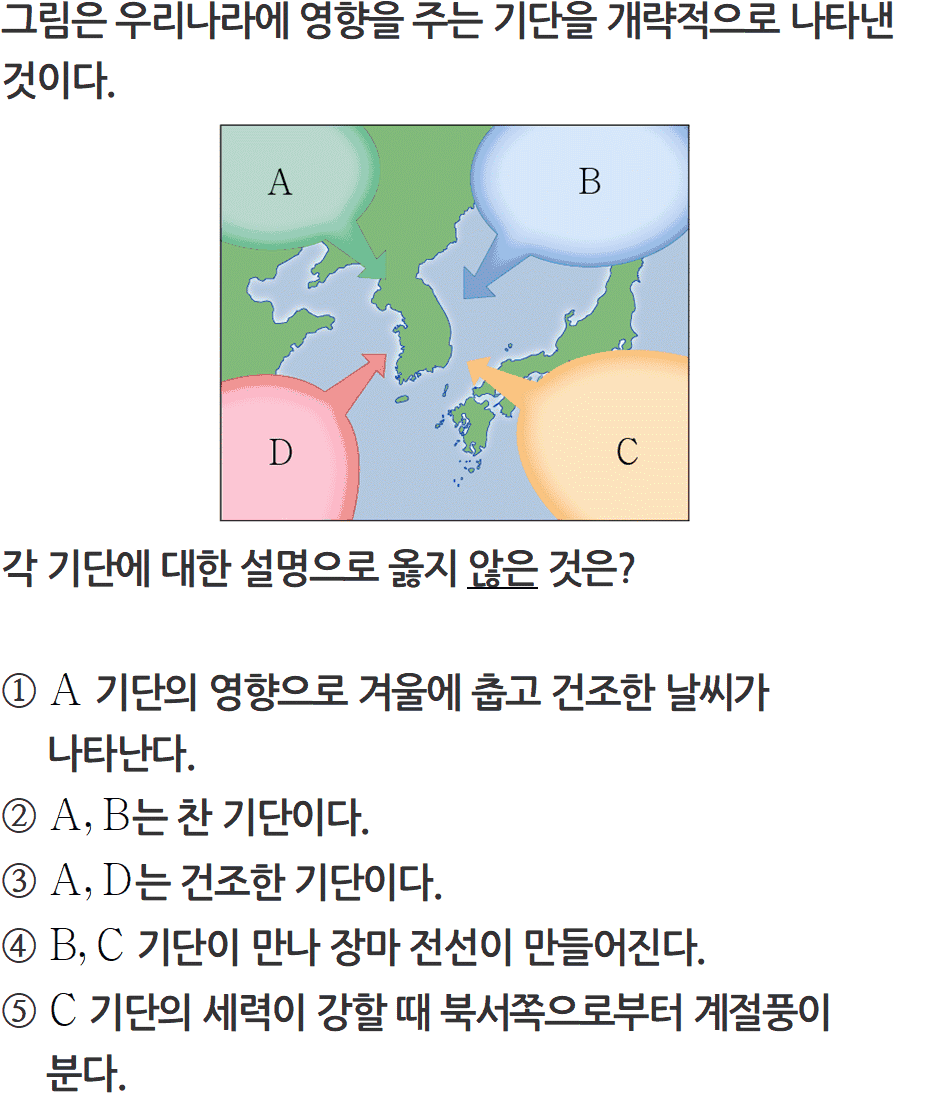 그림은 우리나라에 영향을 주는 기단을 개략적으로 나타낸
것이다.
A
B
D
C
각 기단에 대한 설명으로 옳지 않은 것은?
① A 기단의 영향으로 겨울에 춥고 건조한 날씨가
나타난다.
② A, B는 찬 기단이다.
③ A, D는 건조한 기단이다.
④ B, C 기단이 만나 장마 전선이 만들어진다.
⑤ C 기단의 세력이 강할 때 북서쪽으로부터 계절풍이
분다.